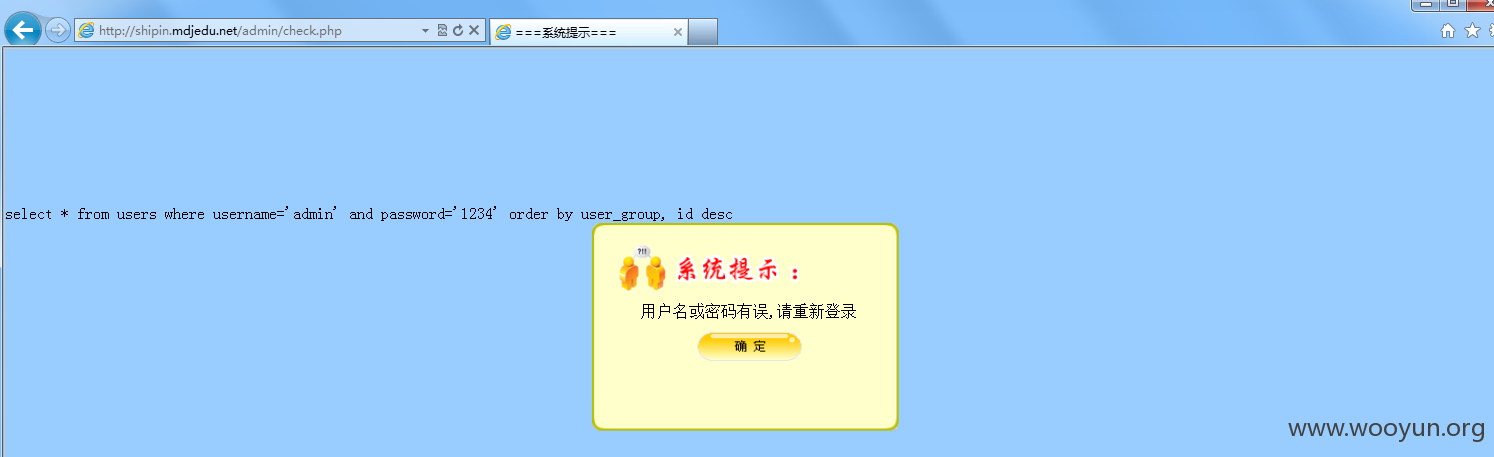 http://shipin.mdjedu.net/admin/check.php
===系统提示===
select * from users where username='admin' and password='1234' order by user_group, id desc
?!!
系统提示：
用户名或密码有误,请重新登录
确 定
www.wooyun.org